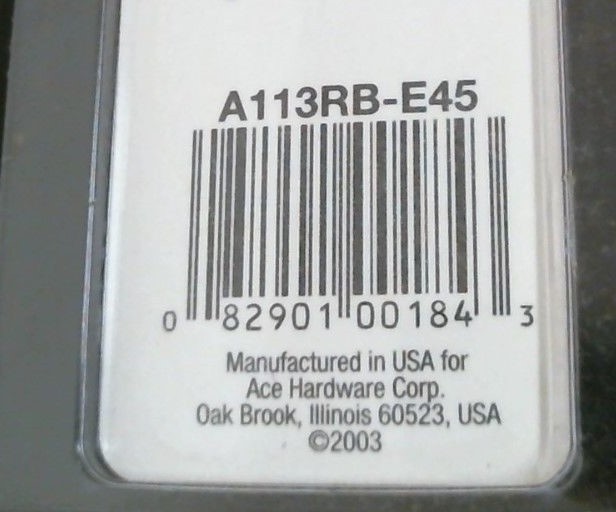 A113RB-E45
0 82901 00184 3
Manufactured in USA for
Ace Hardware Corp.
Oak Brook, Illinois 60523, USA
©2003